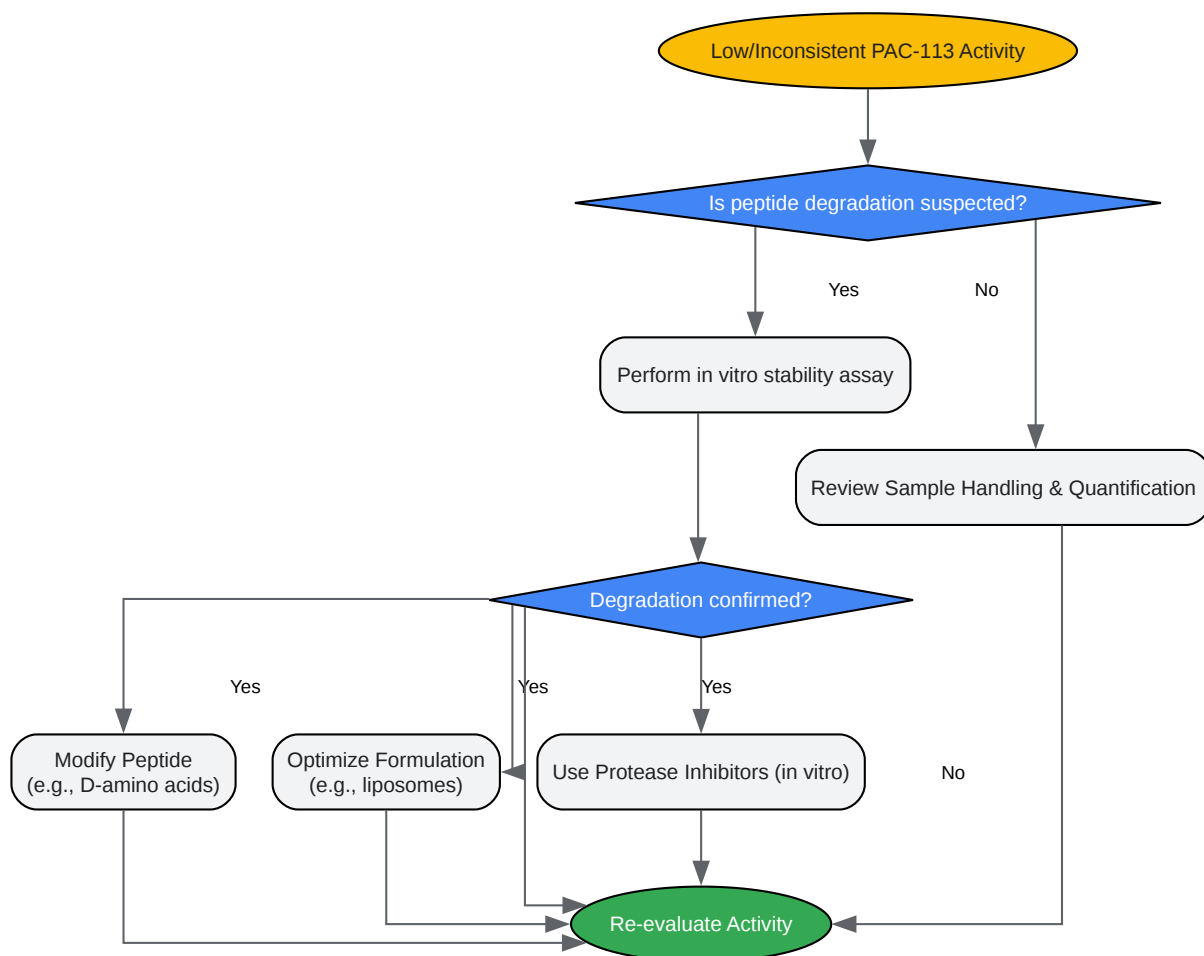 Low/Inconsistent PAC-113 Activity
Is peptide degradation suspected?
Yes
No
Perform in vitro stability assay
Review Sample Handling & Quantification
Degradation confirmed?
Yes
Yes
Yes
Modify Peptide
(e.g., D-amino acids)
Optimize Formulation
(e.g., liposomes)
Use Protease Inhibitors (in vitro)
No
Re-evaluate Activity